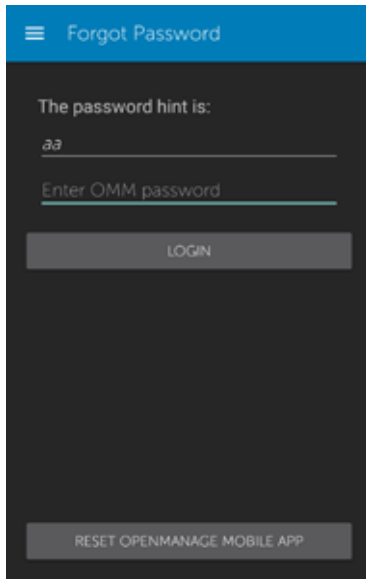 Forgot Password
The password hint is:
aa
Enter OMM password
LOGIN
RESET OPENMANAGE MOBILE APP